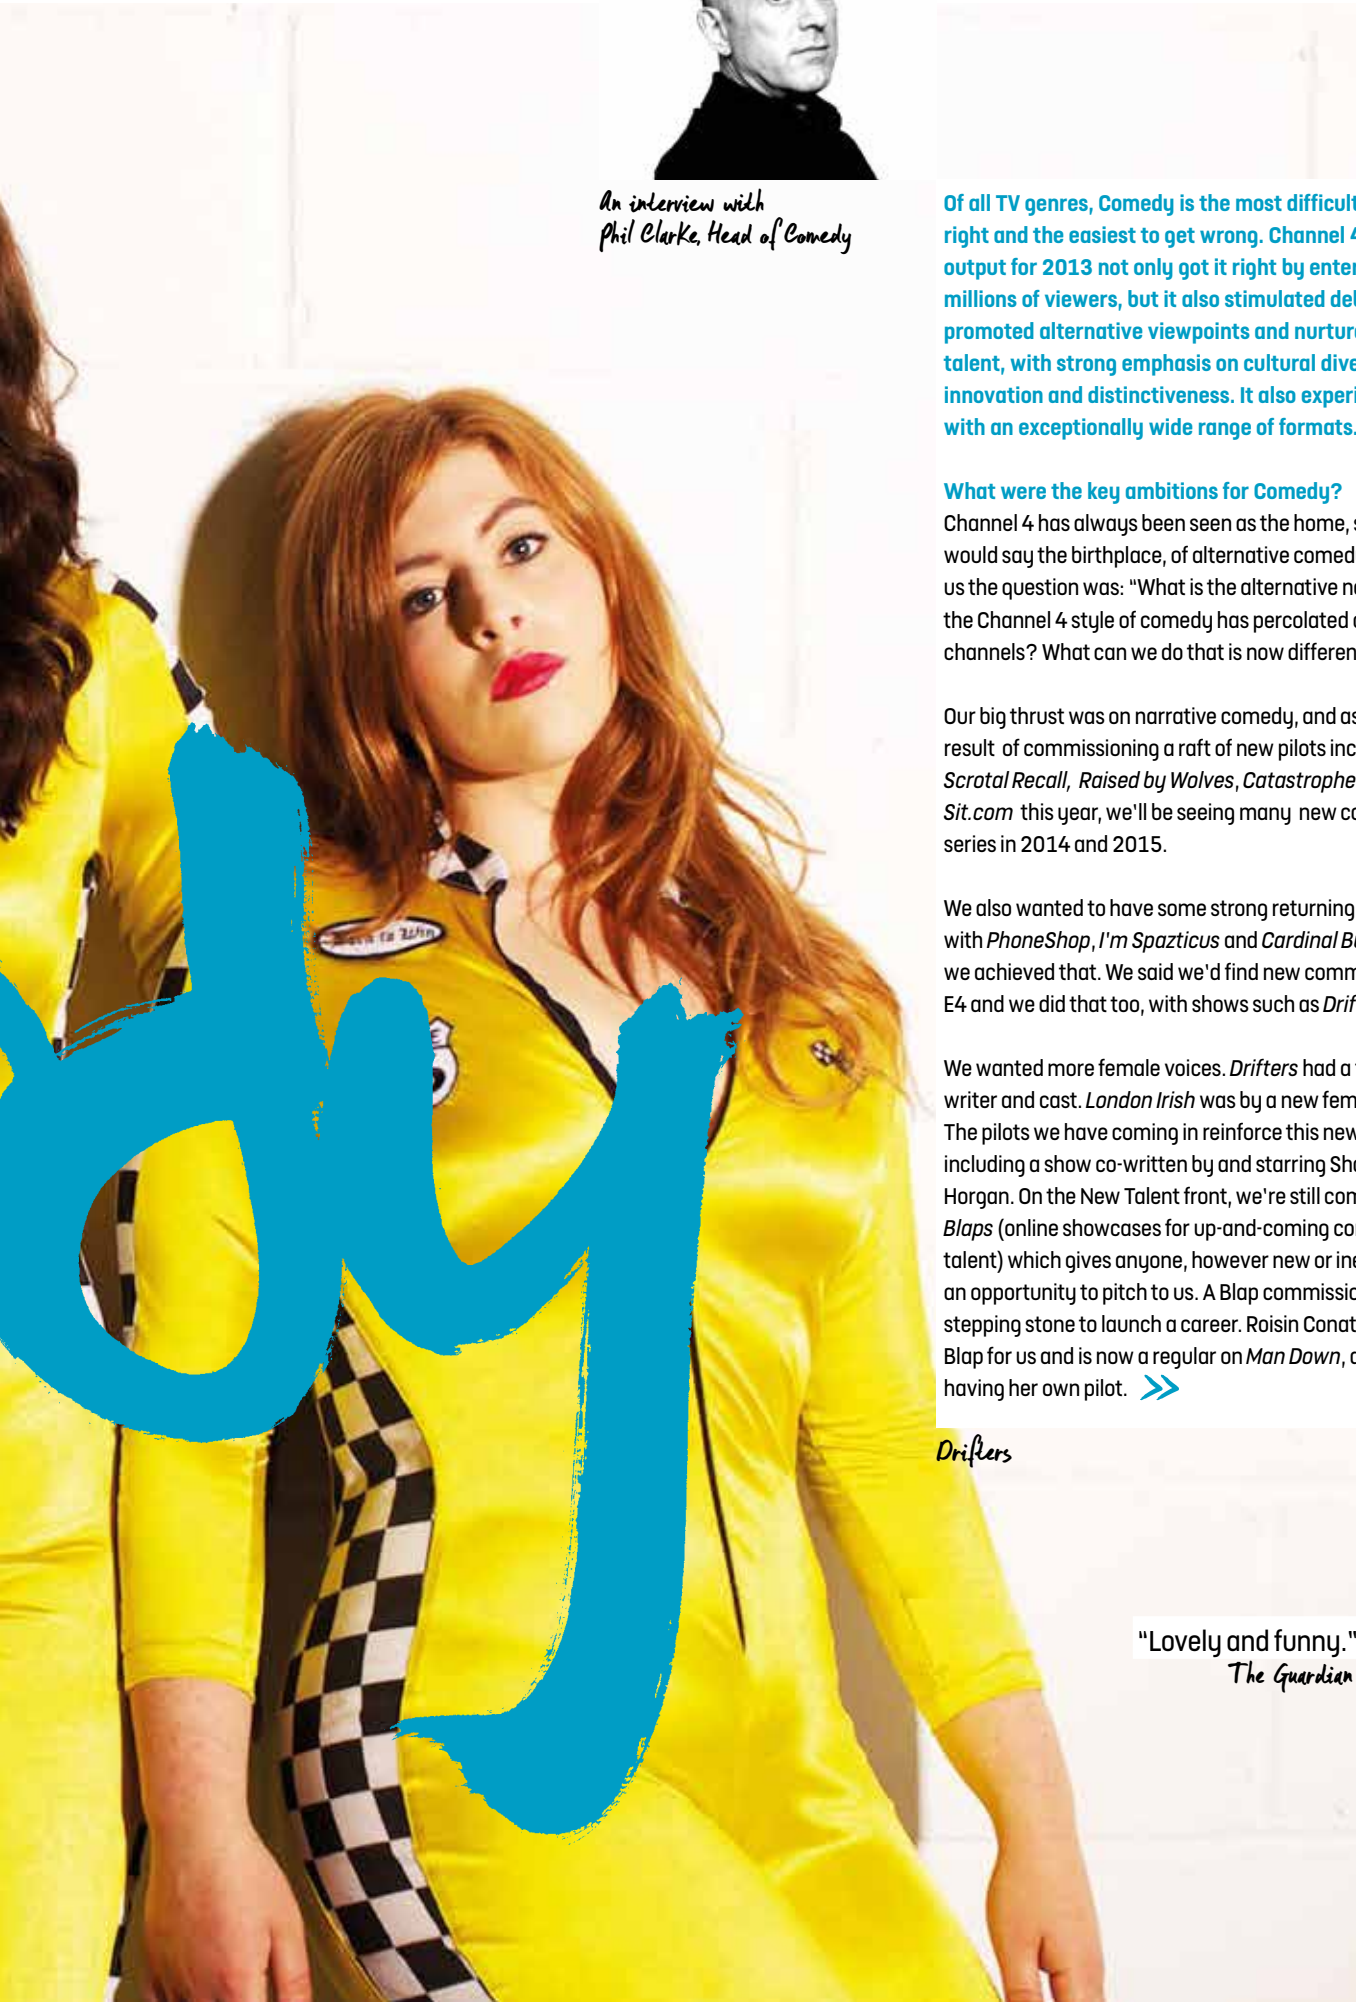 An interview with
Phil Clarke, Head of Comedy
Of all TV genres, Comedy is the most difficult
right and the easiest to get wrong. Channel 4
output for 2013 not only got it right by enter
millions of viewers, but it also stimulated de
promoted alternative viewpoints and nurture
talent, with strong emphasis on cultural dive
innovation and distinctiveness. It also experi
with an exceptionally wide range of formats.
What were the key ambitions for Comedy?
Channel 4 has always been seen as the home, s
would say the birthplace, of alternative comed
us the question was: “What is the alternative n
the Channel 4 style of comedy has percolated
channels? What can we do that is now differen
Our big thrust was on narrative comedy, and as
result of commissioning a raft of new pilots inc
Scrotal Recall, Raised by Wolves, Catastrophe
Sit.com this year, we'll be seeing many new co
series in 2014 and 2015.
We also wanted to have some strong returning
with PhoneShop, I'm Spazticus and Cardinal B
we achieved that. We said we'd find new comm
E4 and we did that too, with shows such as Drif
We wanted more female voices. Drifters had a
writer and cast. London Irish was by a new fem
The pilots we have coming in reinforce this new
including a show co-written by and starring Sh
Horgan. On the New Talent front, we're still com
Blaps (online showcases for up-and-coming co
talent) which gives anyone, however new or ine
an opportunity to pitch to us. A Blap commissio
stepping stone to launch a career. Roisin Conat
Blap for us and is now a regular on Man Down,
having her own pilot. »
dy
Drifters
“Lovely and funny.”
The Guardian